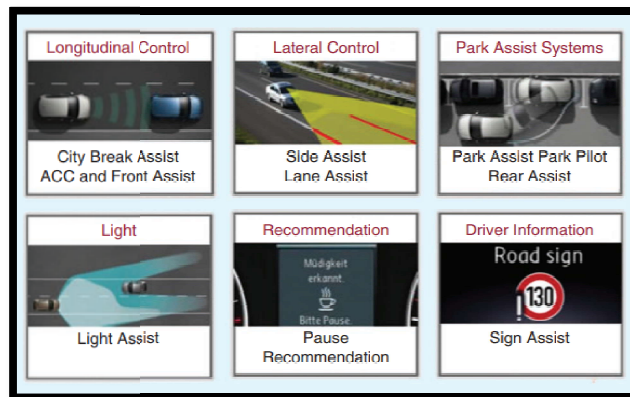 Longitudinal Control
City Break Assist
ACC and Front Assist
Lateral Control
Side Assist
Lane Assist
Park Assist Systems
Park Assist Park Pilot
Rear Assist
Light
Light Assist
Recommendation
Müdigkeit
erkannt.
Bitte Pause.
Pause
Recommendation
Driver Information
Road sign
130
Sign Assist